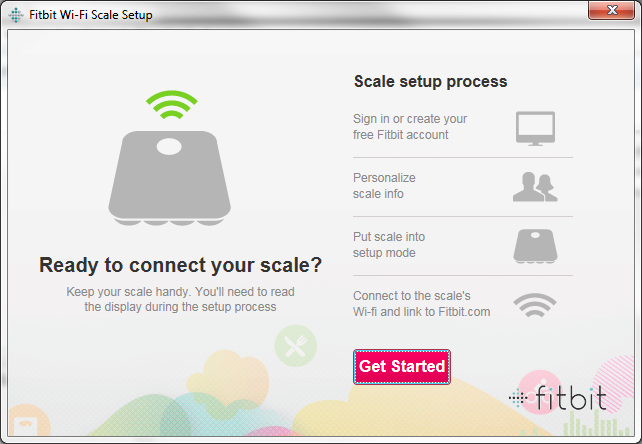 Fitbit Wi-Fi Scale Setup
Ready to connect your scale?
Keep your scale handy. You'll need to read
the display during the setup process
Scale setup process
Sign in or create your
free Fitbit account
Personalize
scale info
Put scale into
setup mode
Connect to the scale's
Wi-fi and link to Fitbit.com
Get Started
fitbit